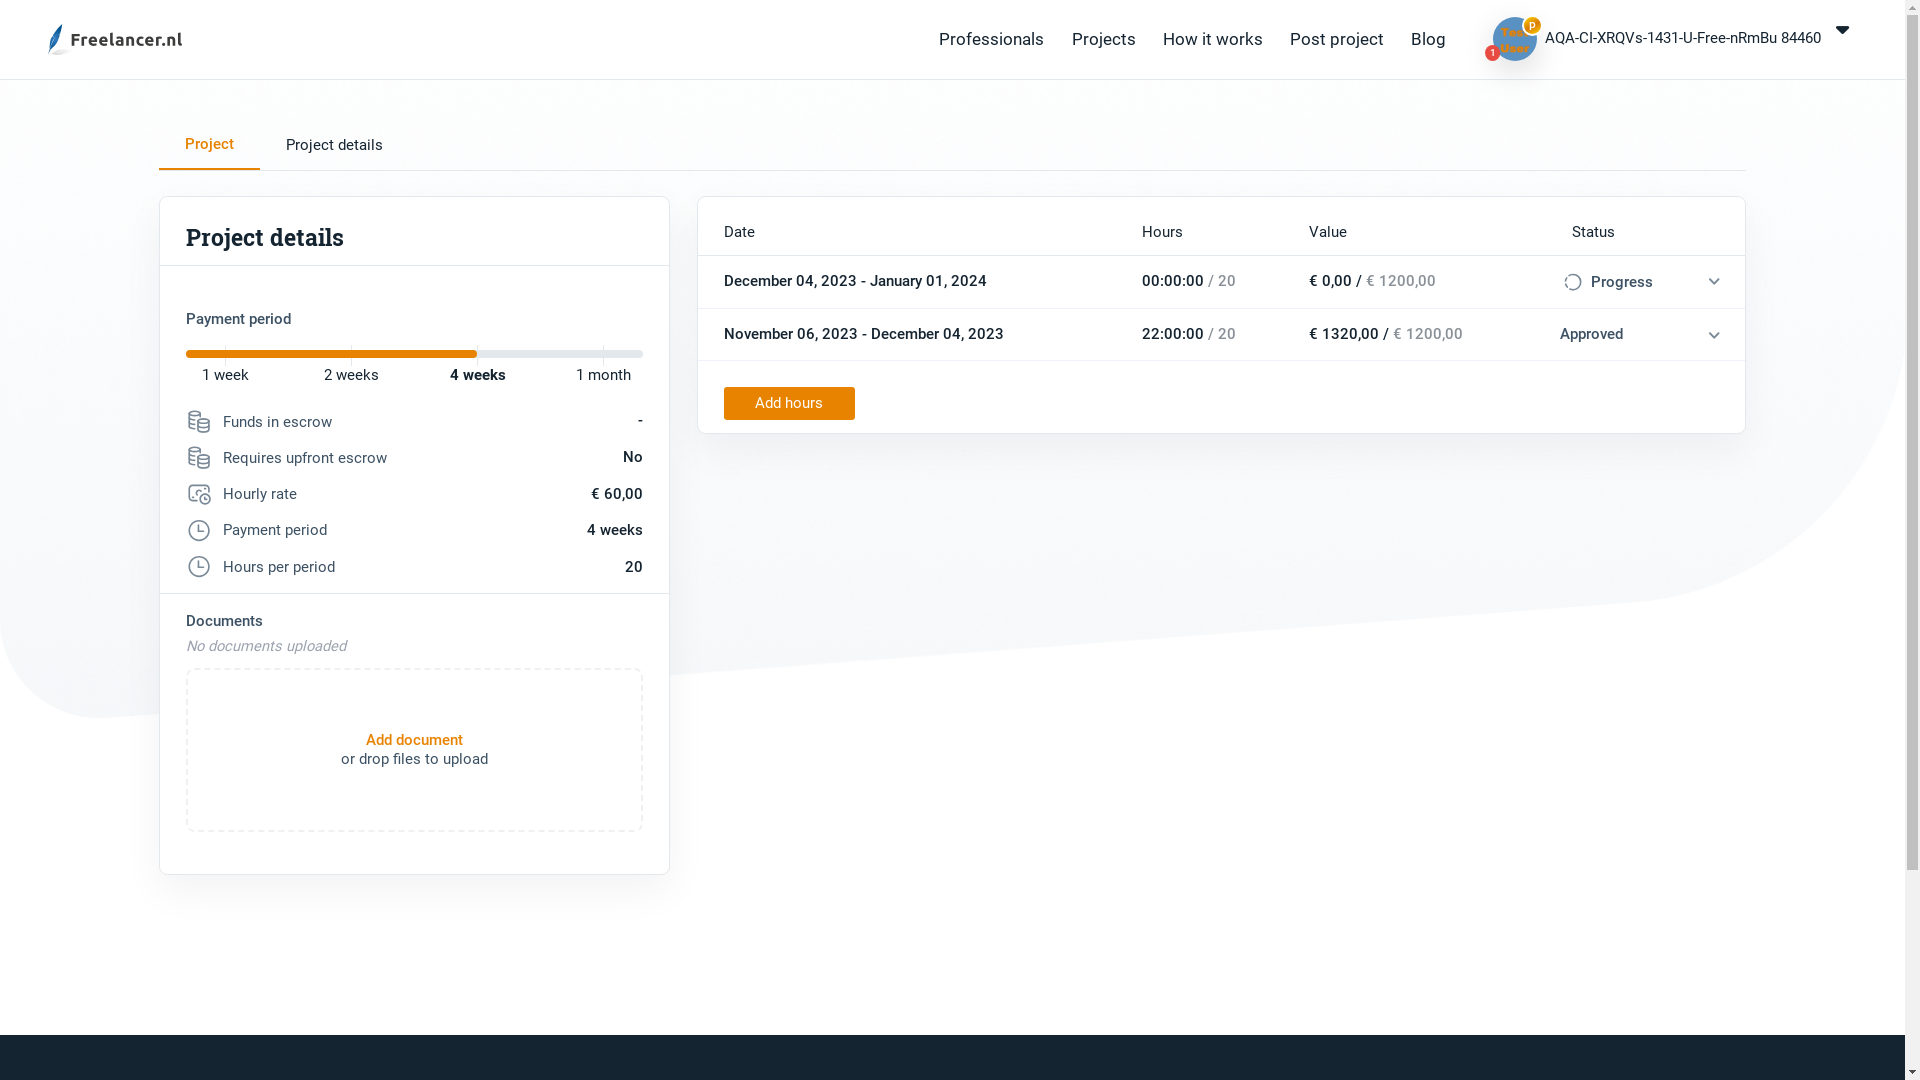 Freelancer.nl
Professionals
Projects
How it works
Post project
Blog
Test
User
P
1
AQA-CI-XRQVs-1431-U-Free-nRmBu 84460
Project
Project details
Project details
Payment period
1 week
2 weeks
4 weeks
1 month
Funds in escrow -
Requires upfront escrow No
Hourly rate € 60,00
Payment period 4 weeks
Hours per period 20
Documents
No documents uploaded
Add document
or drop files to upload
Date Hours Value Status
December 04, 2023 - January 01, 2024 00:00:00 / 20 € 0,00 / € 1200,00 Progress
November 06, 2023 - December 04, 2023 22:00:00 / 20 € 1320,00 / € 1200,00 Approved
Add hours